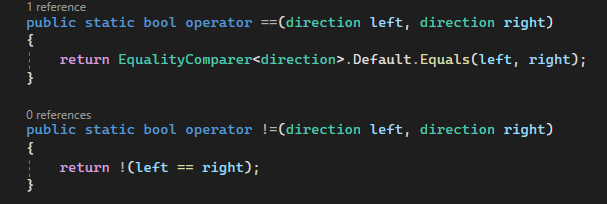 1 reference
public static bool operator ==(direction left, direction right)
{
return EqualityComparer<direction>.Default.Equals(left, right);
}
0 references
public static bool operator !=(direction left, direction right)
{
return !(left == right);
}